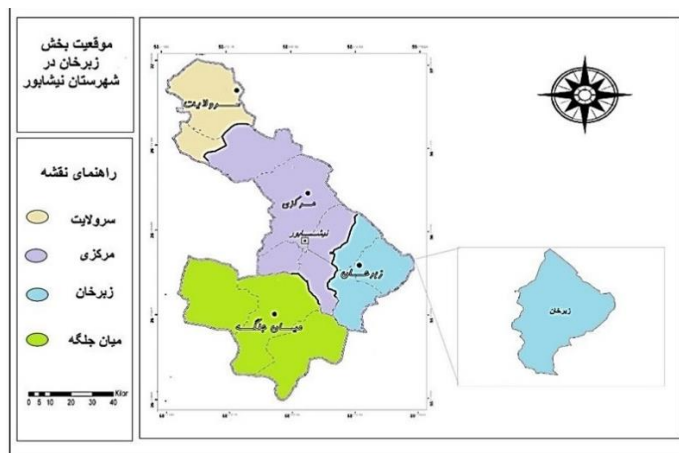 موقعیت بخش
زبرخان در
شهرستان نیشابور
راهنمای نقشه
سرولایت
مرکزی
زبرخان
میان جلگه
0 5 10 20 30 40
سرولایت
مرکزی
نیشابور
زبرخان
میان جلگه
زبرخان